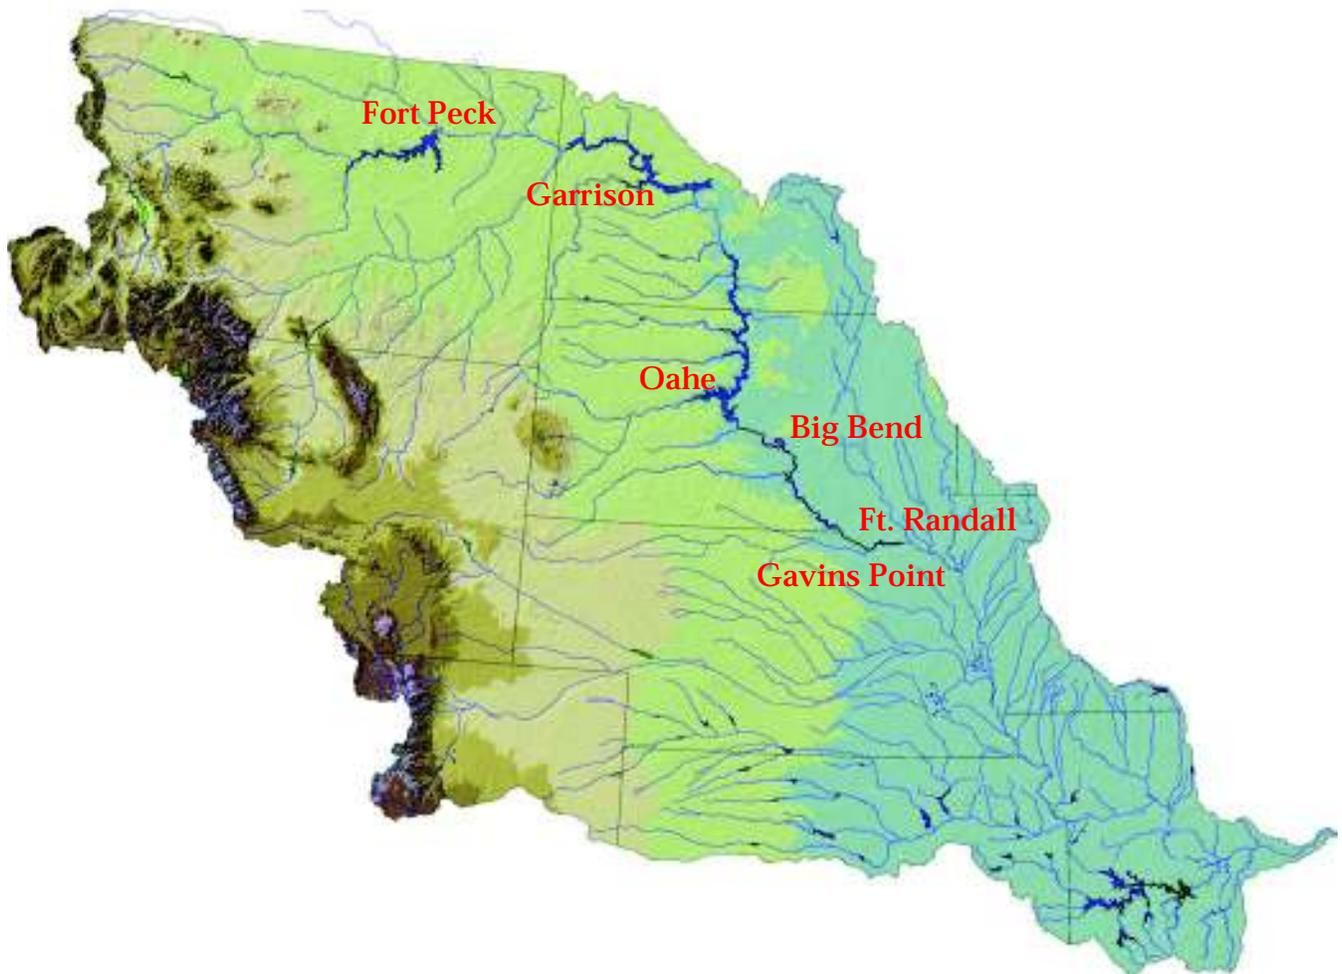 Fort Peck
Garrison
Oahe
Big Bend
Ft. Randall
Gavins Point